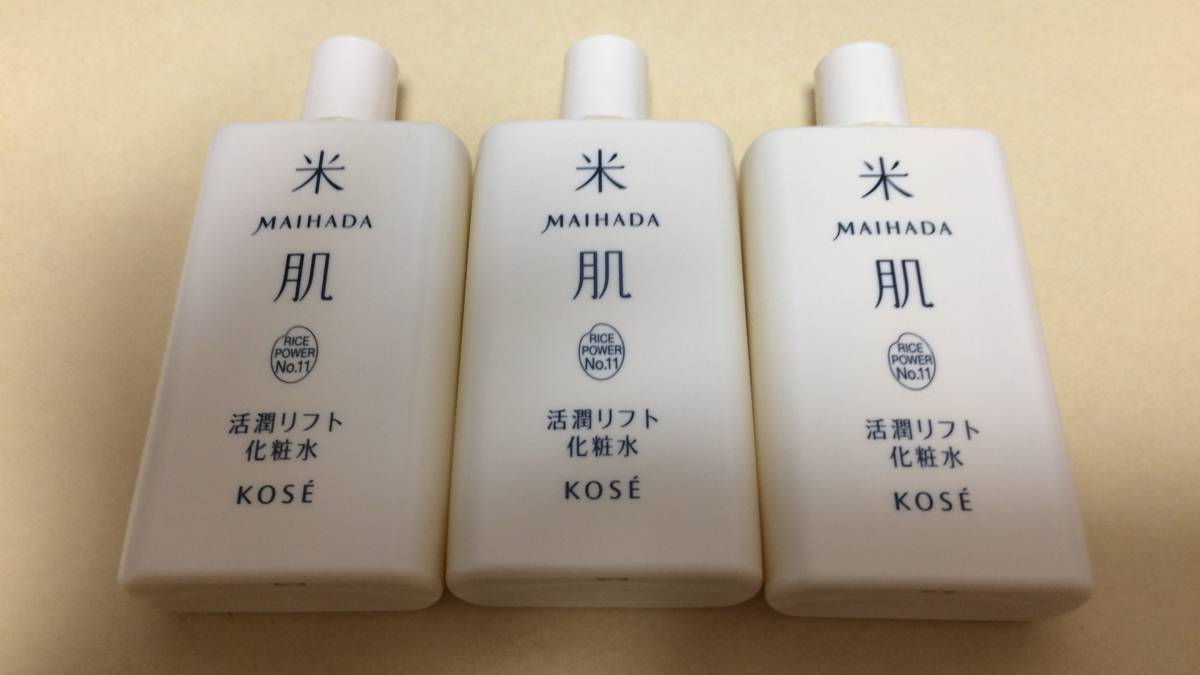 米
MAIHADA
肌
RICE
POWER
No.11
活潤リフト
化粧水
KOSÉ
米
MAIHADA
肌
RICE
POWER
No.11
活潤リフト
化粧水
KOSÉ
米
MAIHADA
肌
RICE
POWER
No.11
活潤リフト
化粧水
KOSÉ